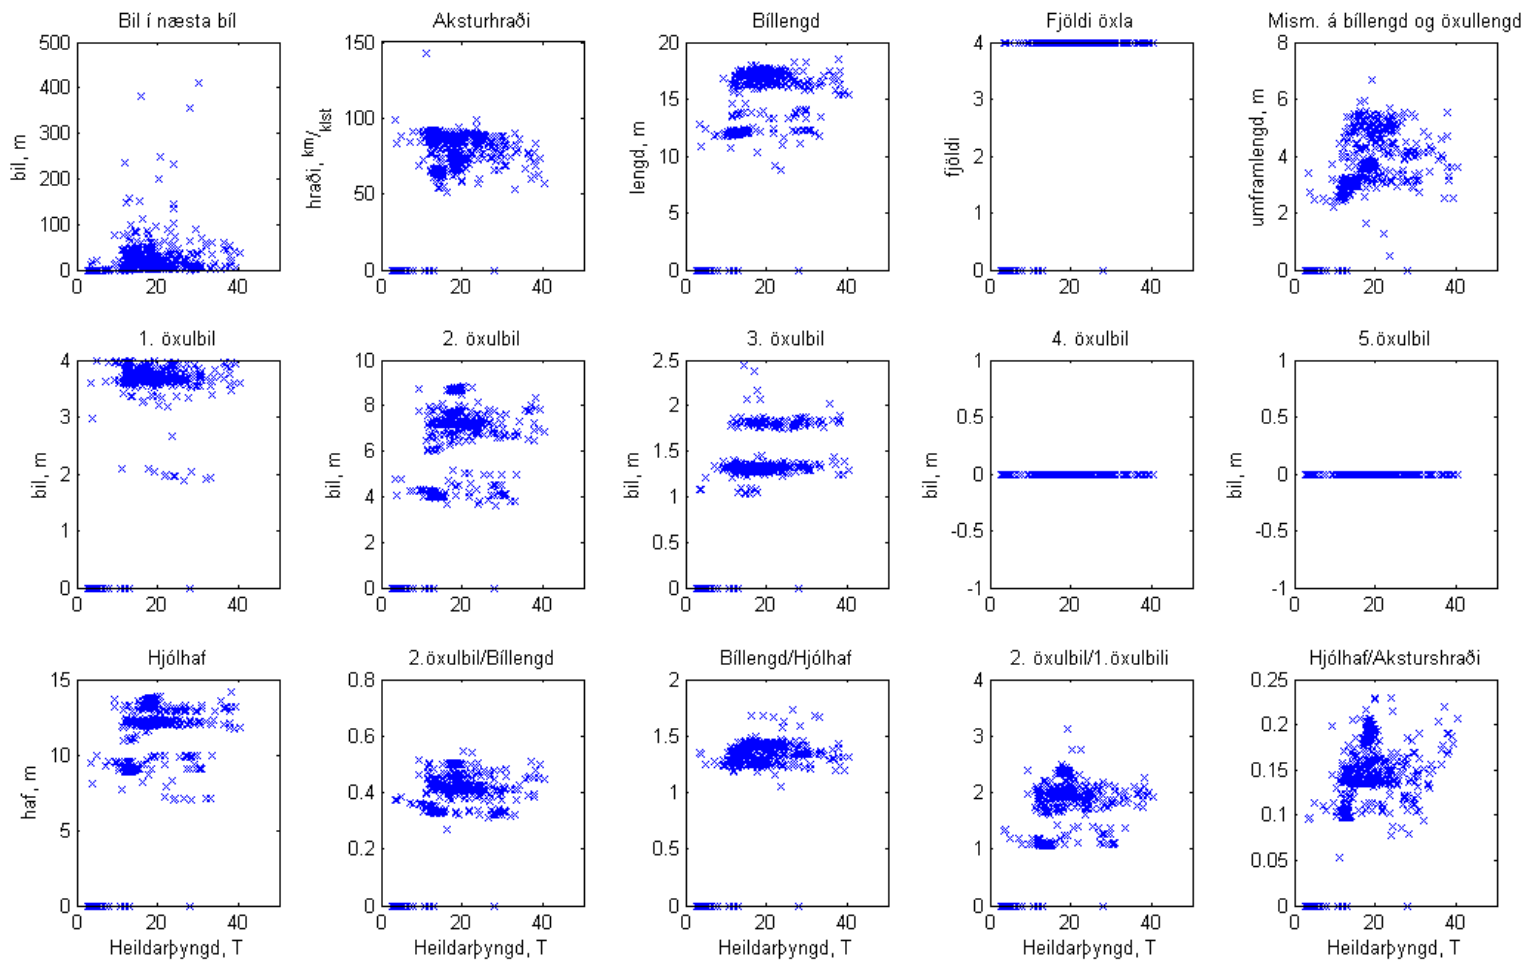 Bil í næsta bíl
Aksturhraði
Bíllengd
Fjöldi öxla
Mism. á bíllengd og öxullengd
bil, m
500
400
300
200
100
0
0 20 40
hraði, km/klst
150
100
50
0
0 20 40
lengd, m
20
15
10
5
0
0 20 40
fjöldi
4
3
2
1
0
0 20 40
umframlengd, m
8
6
4
2
0
0 20 40
1. öxulbil
2. öxulbil
3. öxulbil
4. öxulbil
5.öxulbil
bil, m
4
3
2
1
0
0 20 40
bil, m
10
8
6
4
2
0
0 20 40
bil, m
2.5
2
1.5
1
0.5
0
0 20 40
bil, m
1
0.5
0
-0.5
-1
0 20 40
bil, m
1
0.5
0
-0.5
-1
0 20 40
Hjólhaf
2.öxulbil/Bíllengd
Bíllengd/Hjólhaf
2. öxulbil/1.öxulbili
Hjólhaf/Aksturshraði
haf, m
15
10
5
0
0 20 40
Heildarþyngd, T
0.8
0.6
0.4
0.2
0
0 20 40
Heildarþyngd, T
2
1.5
1
0.5
0
0 20 40
Heildarþyngd, T
4
3
2
1
0
0 20 40
Heildarþyngd, T
0.25
0.2
0.15
0.1
0.05
0
0 20 40
Heildarþyngd, T